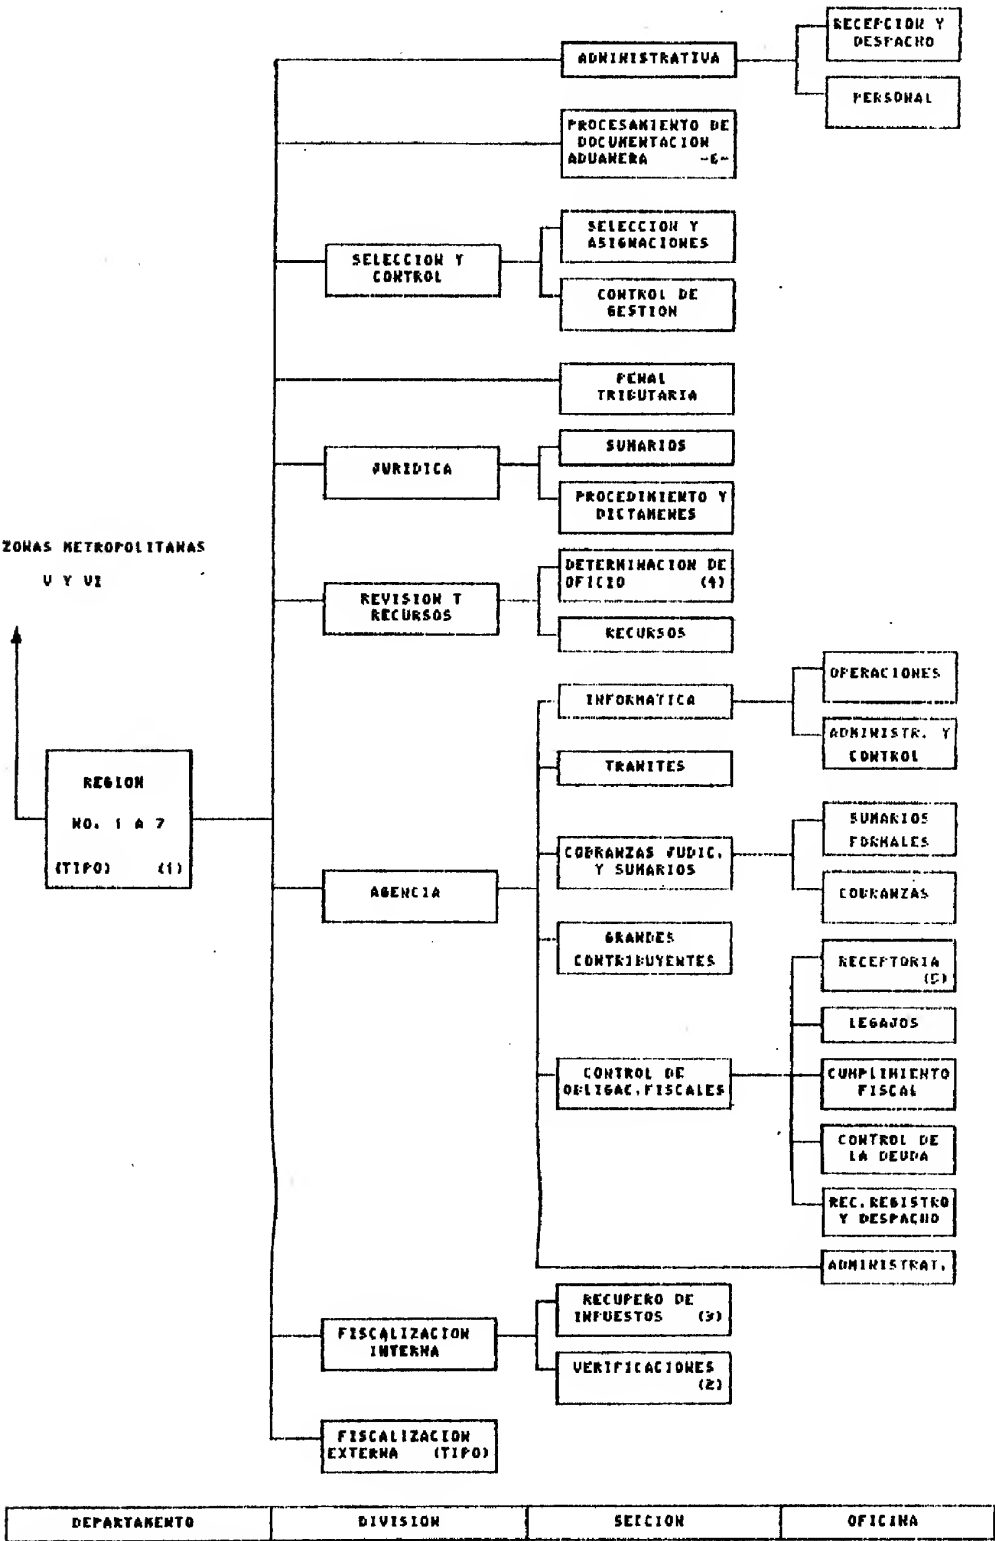 RECEPCION Y
DESPACHO
ADMINISTRATIVA
PERSONAL
PROCESAMIENTO DE
DOCUMENTACION
ADUANERA -6-
SELECCION Y
ASIGNACIONES
SELECCION Y
CONTROL
CONTROL DE
GESTION
PENAL
TRIBUTARIA
SUMARIOS
JURIDICA
PROCEDIMIENTO Y
DICTAMENES
ZONAS METROPOLITANAS
V Y VI
DETERMINACION DE
OFICIO (4)
REVISION T
RECURSOS
RECURSOS
OPERACIONES
INFORMATICA
ADMINISTR. Y
CONTROL
TRAMITES
REGION
NO. 1 A 7
(TIPO) (1)
SUMARIOS
FORMALES
COBRANZAS JUDIC.
Y SUMARIOS
COBRANZAS
AGENCIA
GRANDES
CONTRIBUYENTES
RECEPTORIA
(5)
LEGAJOS
CONTROL DE
OBLIGAC.FISCALES
CUMPLIMIENTO
FISCAL
CONTROL DE
LA DEUDA
REC.REGISTRO
Y DESPACHO
ADMINISTRAT.
RECUPERO DE
IMPUESTOS (3)
FISCALIZACION
INTERNA
VERIFICACIONES
(2)
FISCALIZACION
EXTERNA (TIPO)
DEPARTAMENTO DIVISION SECCION OFICINA